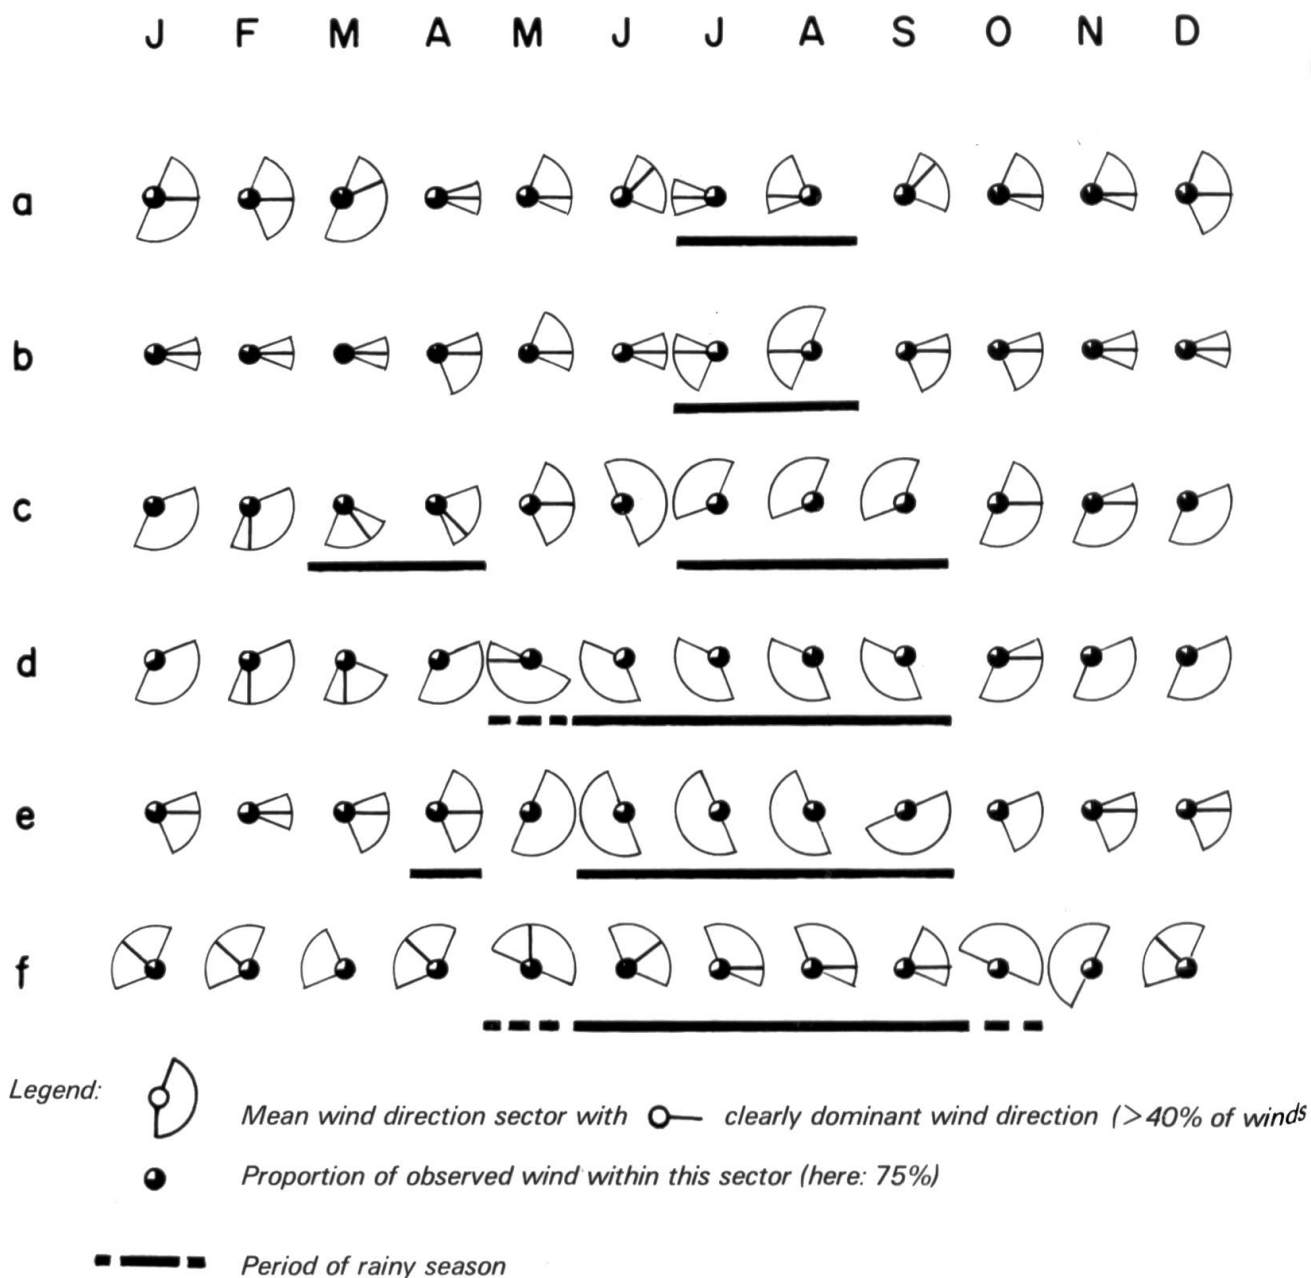 J F M A M J J A S O N D
a
b
c
d
e
f
Legend:
Mean wind direction sector with clearly dominant wind direction (>40% of winds
Proportion of observed wind within this sector (here: 75%)
Period of rainy season